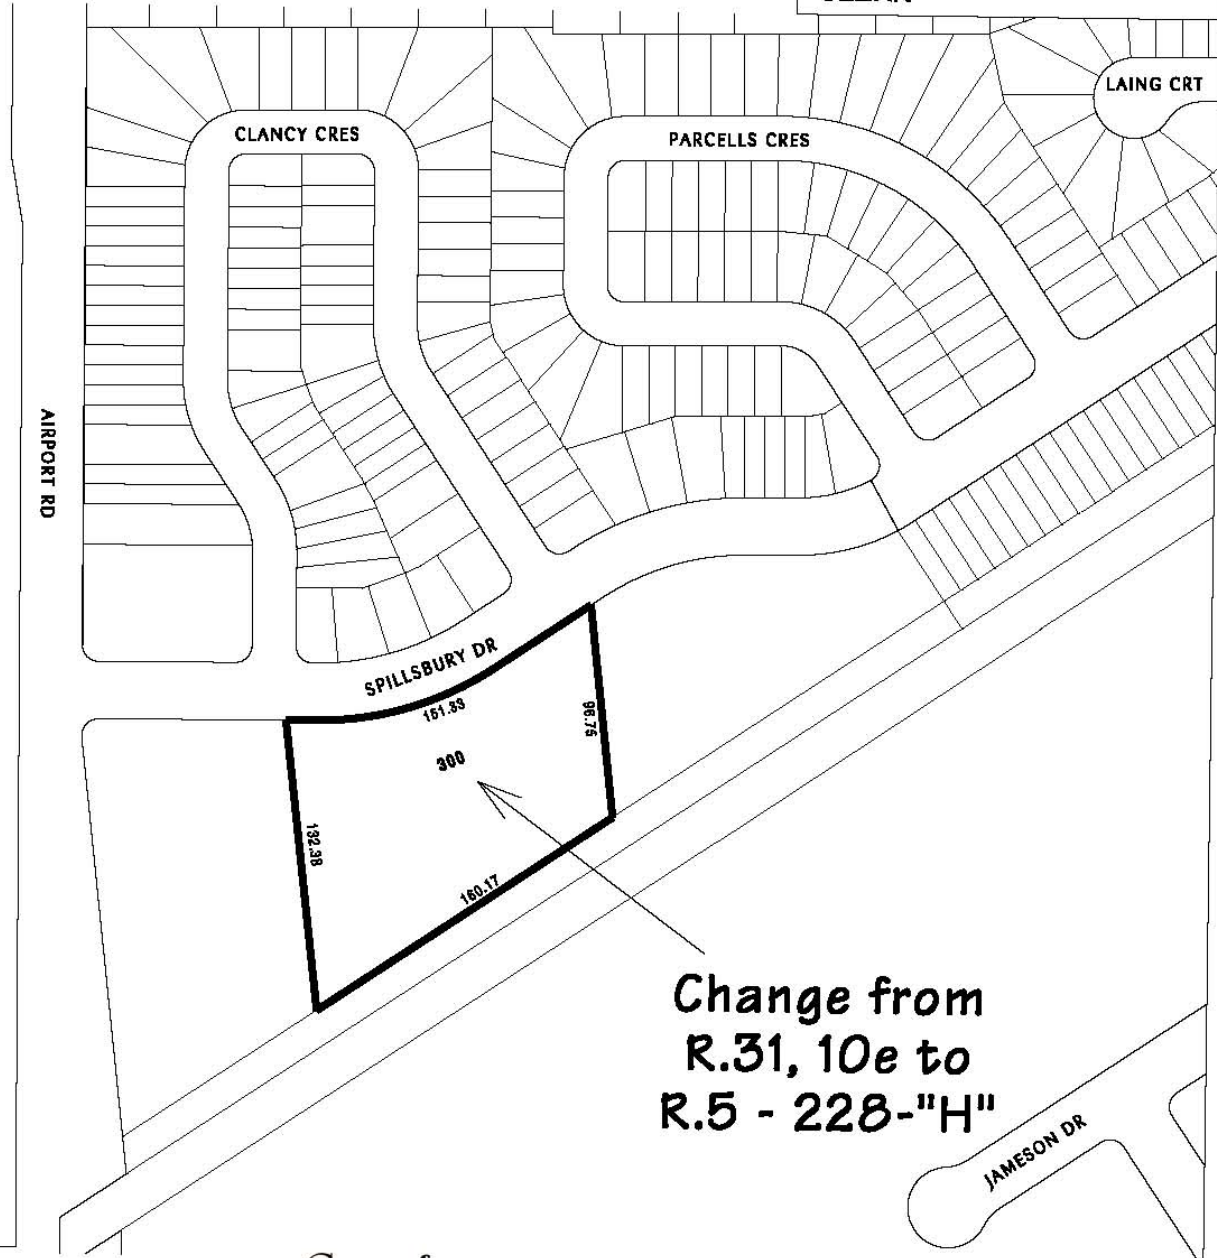 LAING CRT
CLANCY CRES
PARCELLS CRES
AIRPORT RD
SPILLSBURY DR
151.33
98.75
300
132.38
160.17
Change from
R.31, 10e to
R.5 - 228-"H"
JAMESON DR